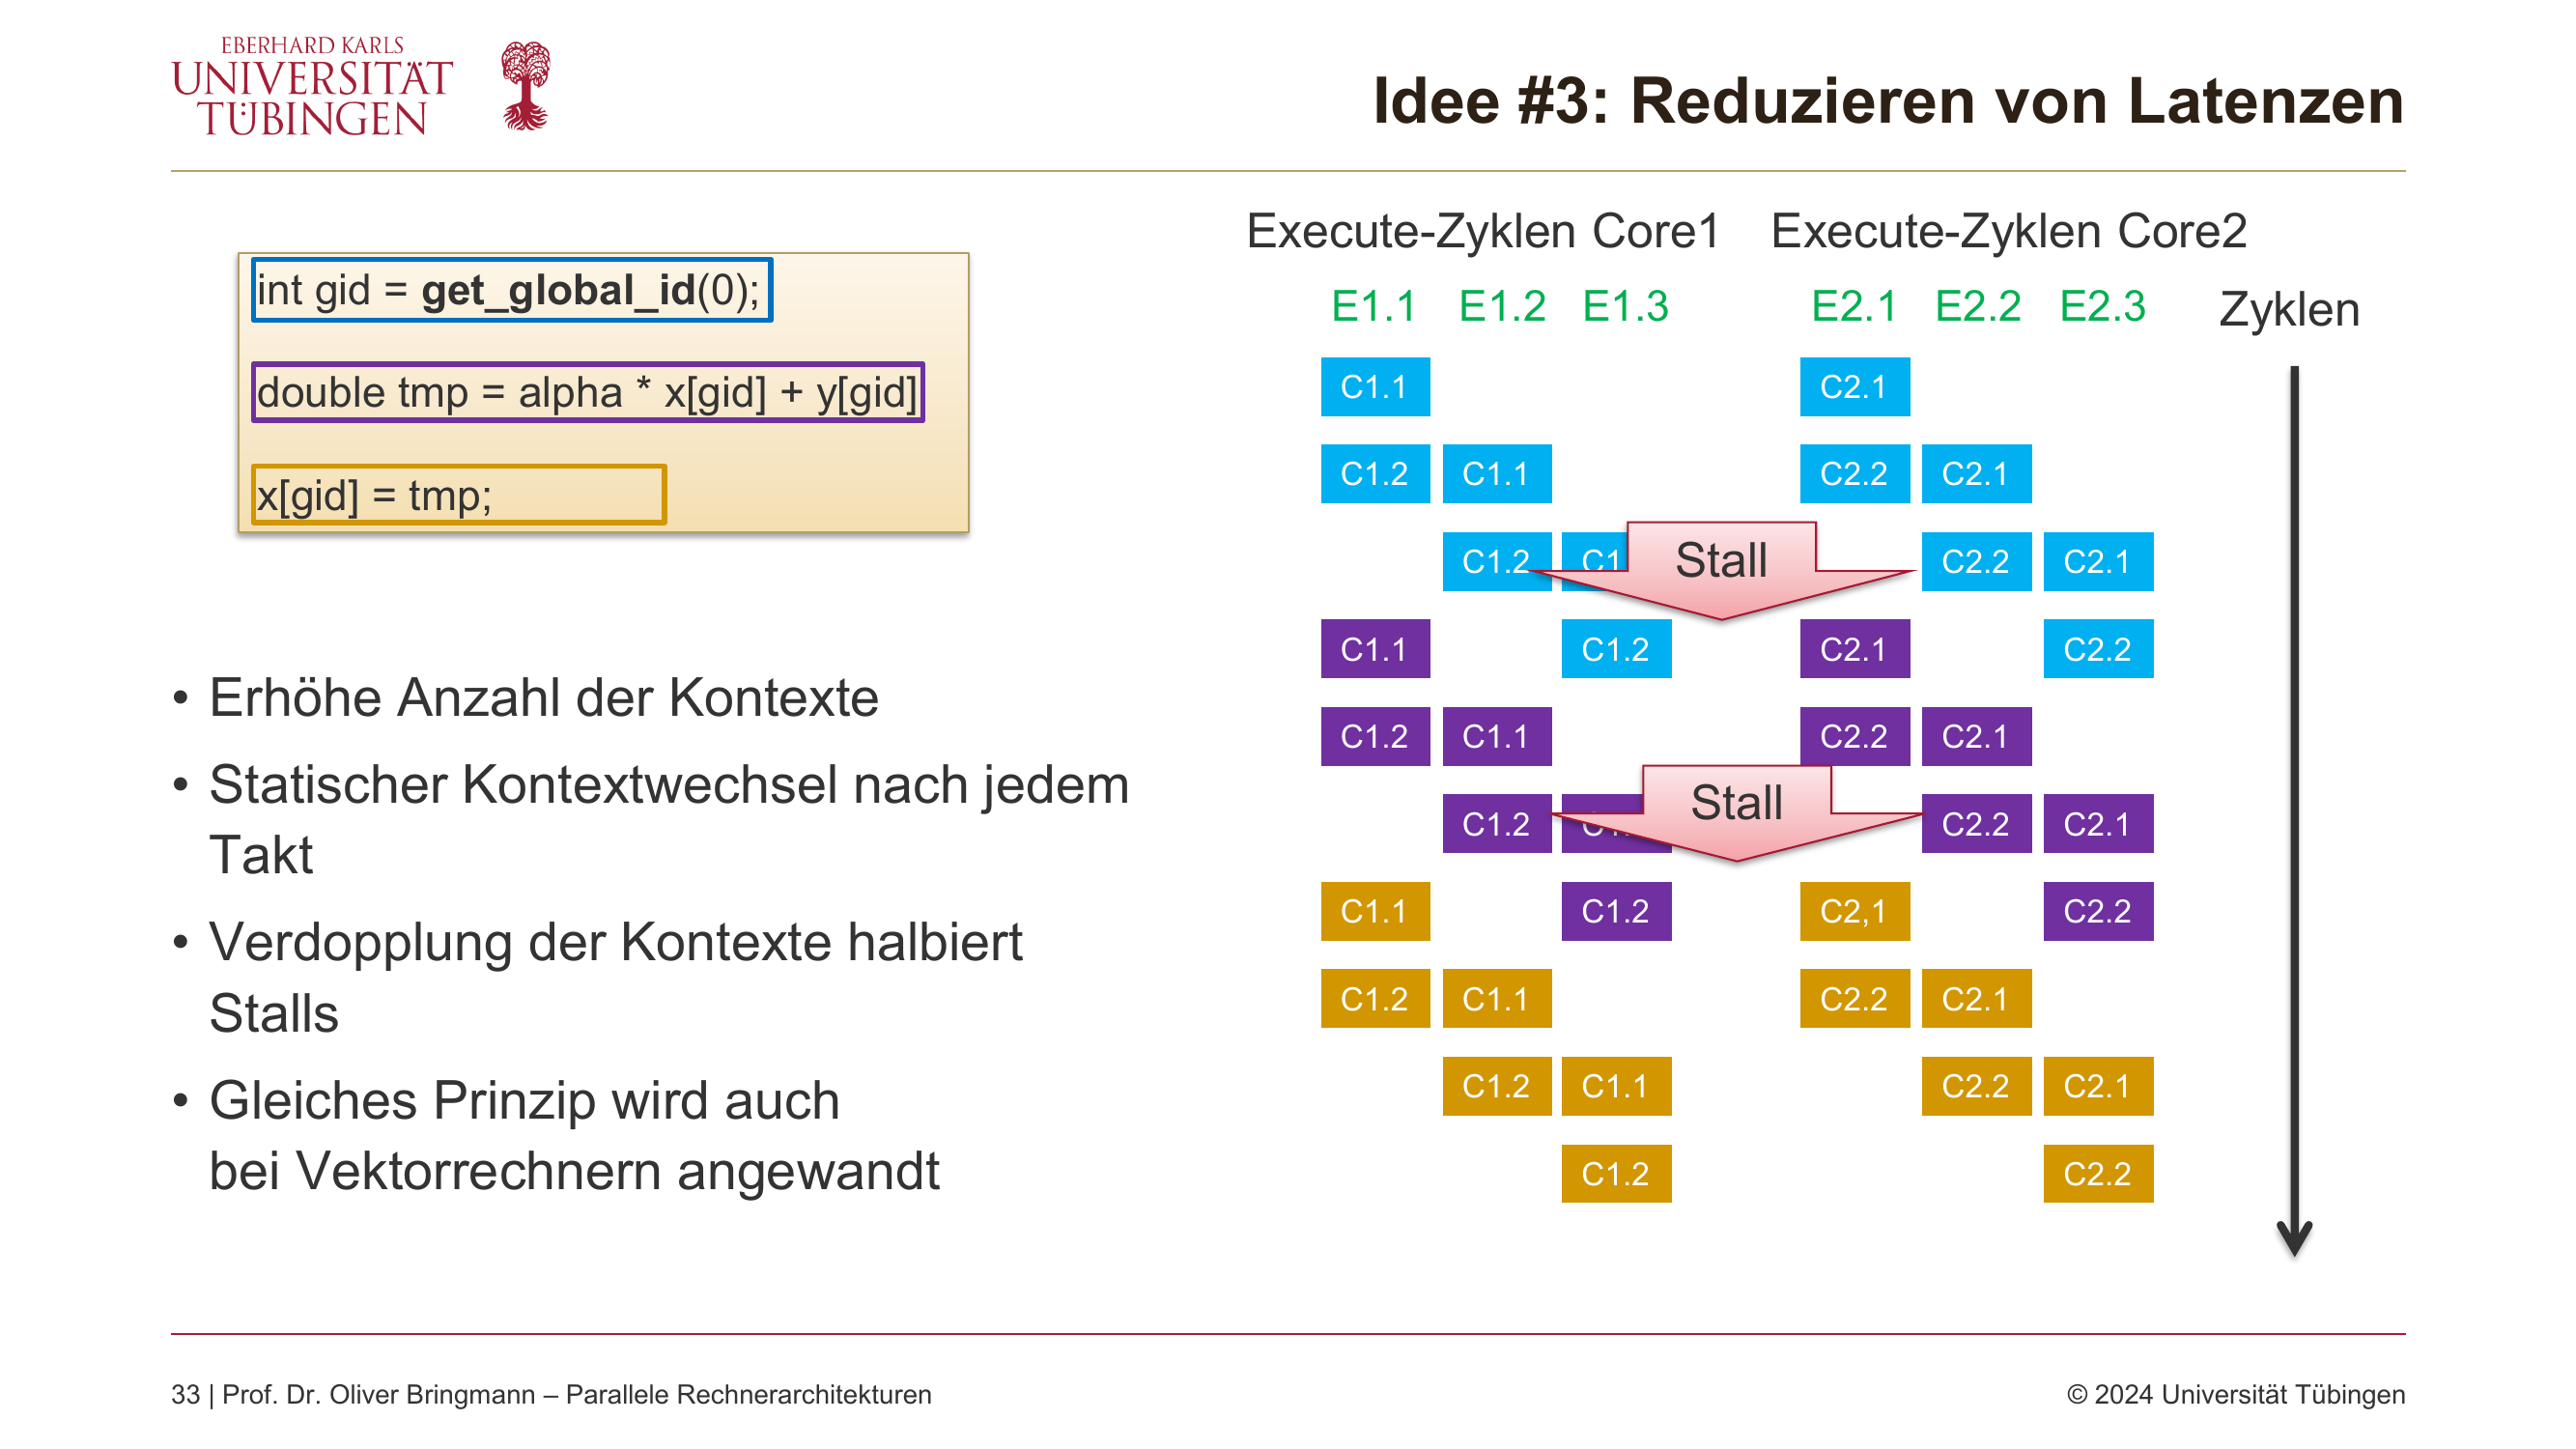 EBERHARD KARLS
UNIVERSITÄT
TÜBINGEN
Idee #3: Reduzieren von Latenzen
int gid = get_global_id(0);
double tmp = alpha * x[gid] + y[gid]
x[gid] = tmp;
• Erhöhe Anzahl der Kontexte
• Statischer Kontextwechsel nach jedem
Takt
• Verdopplung der Kontexte halbiert
Stalls
• Gleiches Prinzip wird auch
bei Vektorrechnern angewandt
Execute-Zyklen Core1 Execute-Zyklen Core2
E1.1 E1.2 E1.3 E2.1 E2.2 E2.3 Zyklen
C1.1 C2.1
C1.2 C1.1 C2.2 C2.1
C1.2 Stall C2.2 C2.1
C1.1 C1.2 C2.1 C2.2
C1.2 C1.1 C2.2 C2.1
C1.2 Stall C2.2 C2.1
C1.1 C1.2 C2,1 C2.2
C1.2 C1.1 C2.2 C2.1
C1.2 C1.1 C2.2 C2.1
C1.2 C2.2
33 | Prof. Dr. Oliver Bringmann – Parallele Rechnerarchitekturen
© 2024 Universität Tübingen